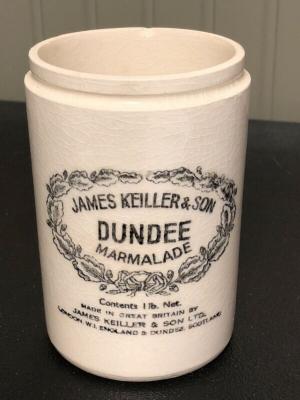 JAMES KEILLER & SON
DUNDEE
MARMALADE
Contents 1 lb. Net.
MADE IN GREAT BRITAIN BY
JAMES KEILLER & SON LTD.
LONDON, W.I. ENGLAND & DUNDEE, SCOTLAND